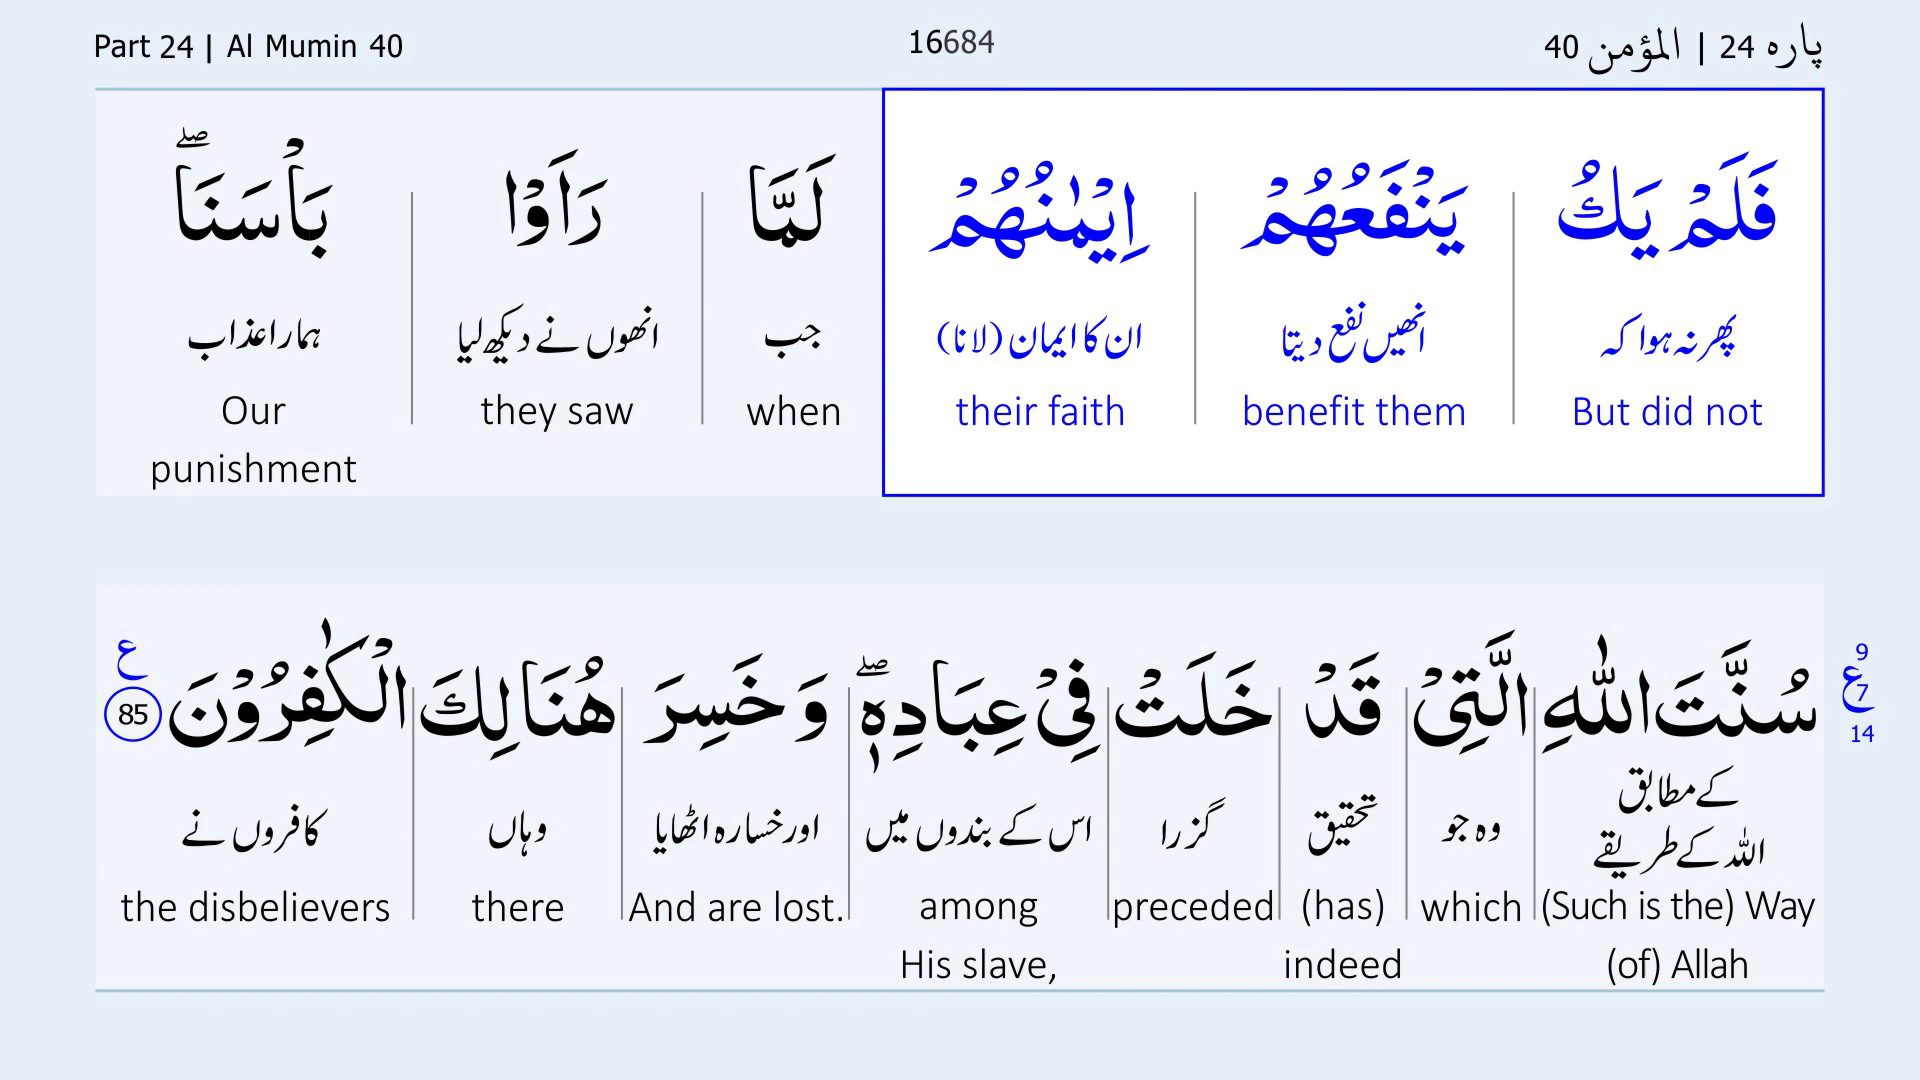 Part 24 | Al Mumin 40 16684 پارہ 24 | المؤمن 40
فَلَمْ يَكُ يَنْفَعُهُمْ اِيْمٰنُهُمْ لَمَّا رَاَوْا بَاْسَنَا ۖ
پھر نہ ہوا کہ انھیں نفع دیتا ان کا ایمان (لانا) جب انھوں نے دیکھ لیا ہمارا عذاب
But did not benefit them their faith when they saw Our
punishment
سُنَّتَ اللّٰهِ الَّتِيْ قَدْ خَلَتْ فِيْ عِبَادِهٖ ۖ وَ خَسِرَ هُنَالِكَ الْكٰفِرُوْنَ 85 ع
9 ع 7 14
کے مطابق
اللہ کے طریقے وہ جو تحقیق گزرا اس کے بندوں میں اور خسارہ اٹھایا وہاں کافروں نے
(Such is the) Way which (has) preceded among And are lost. there the disbelievers
(of) Allah indeed His slave,